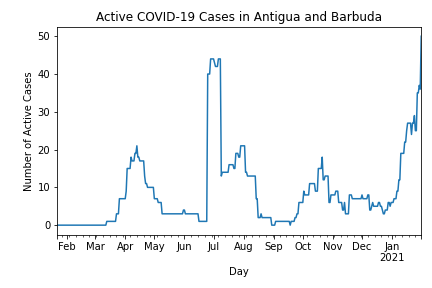 Active COVID-19 Cases in Antigua and Barbuda
50
40
30
20
10
0
Number of Active Cases
Feb Mar Apr May Jun Jul Aug Sep Oct Nov Dec Jan
2021
Day